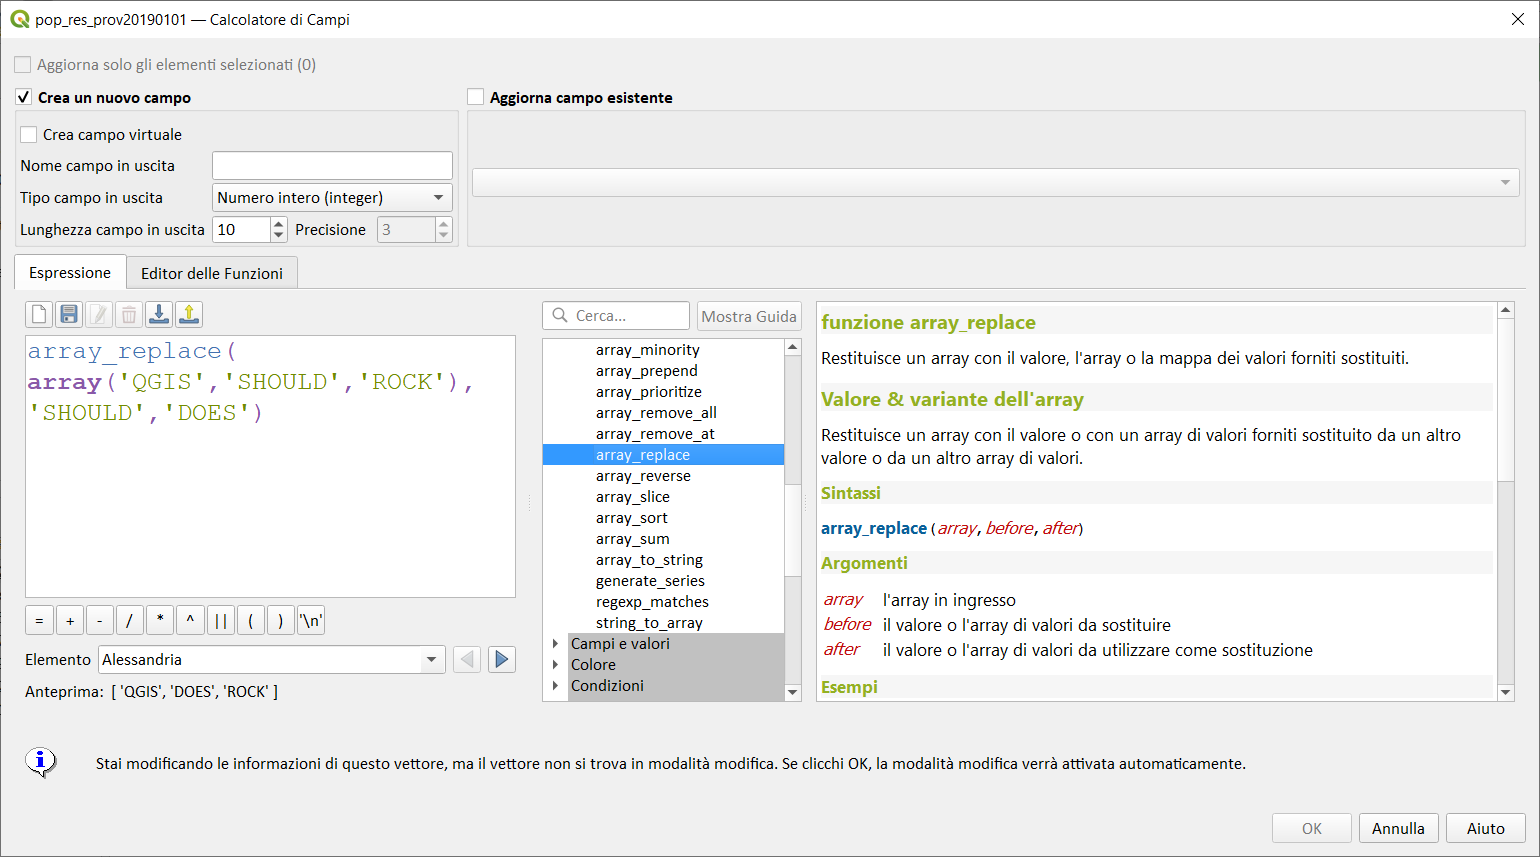 pop_res_prov20190101 — Calcolatore di Campi
Aggiorna solo gli elementi selezionati (0)
Crea un nuovo campo
Aggiorna campo esistente
Crea campo virtuale
Nome campo in uscita
Tipo campo in uscita Numero intero (integer)
Lunghezza campo in uscita 10 Precisione 3
Espressione Editor delle Funzioni
array_replace(
array('QGIS','SHOULD','ROCK'),
'SHOULD','DOES')
= + - / * ^ || ( ) '\n'
Elemento Alessandria
Anteprima: [ 'QGIS', 'DOES', 'ROCK' ]
Cerca... Mostra Guida
array_minority
array_prepend
array_prioritize
array_remove_all
array_remove_at
array_replace
array_reverse
array_slice
array_sort
array_sum
array_to_string
generate_series
regexp_matches
string_to_array
Campi e valori
Colore
Condizioni
funzione array_replace
Restituisce un array con il valore, l'array o la mappa dei valori forniti sostituiti.
Valore & variante dell'array
Restituisce un array con il valore o con un array di valori forniti sostituito da un altro
valore o da un altro array di valori.
Sintassi
array_replace(array, before, after)
Argomenti
array l'array in ingresso
before il valore o l'array di valori da sostituire
after il valore o l'array di valori da utilizzare come sostituzione
Esempi
Stai modificando le informazioni di questo vettore, ma il vettore non si trova in modalità modifica. Se clicchi OK, la modalità modifica verrà attivata automaticamente.
OK Annulla Aiuto